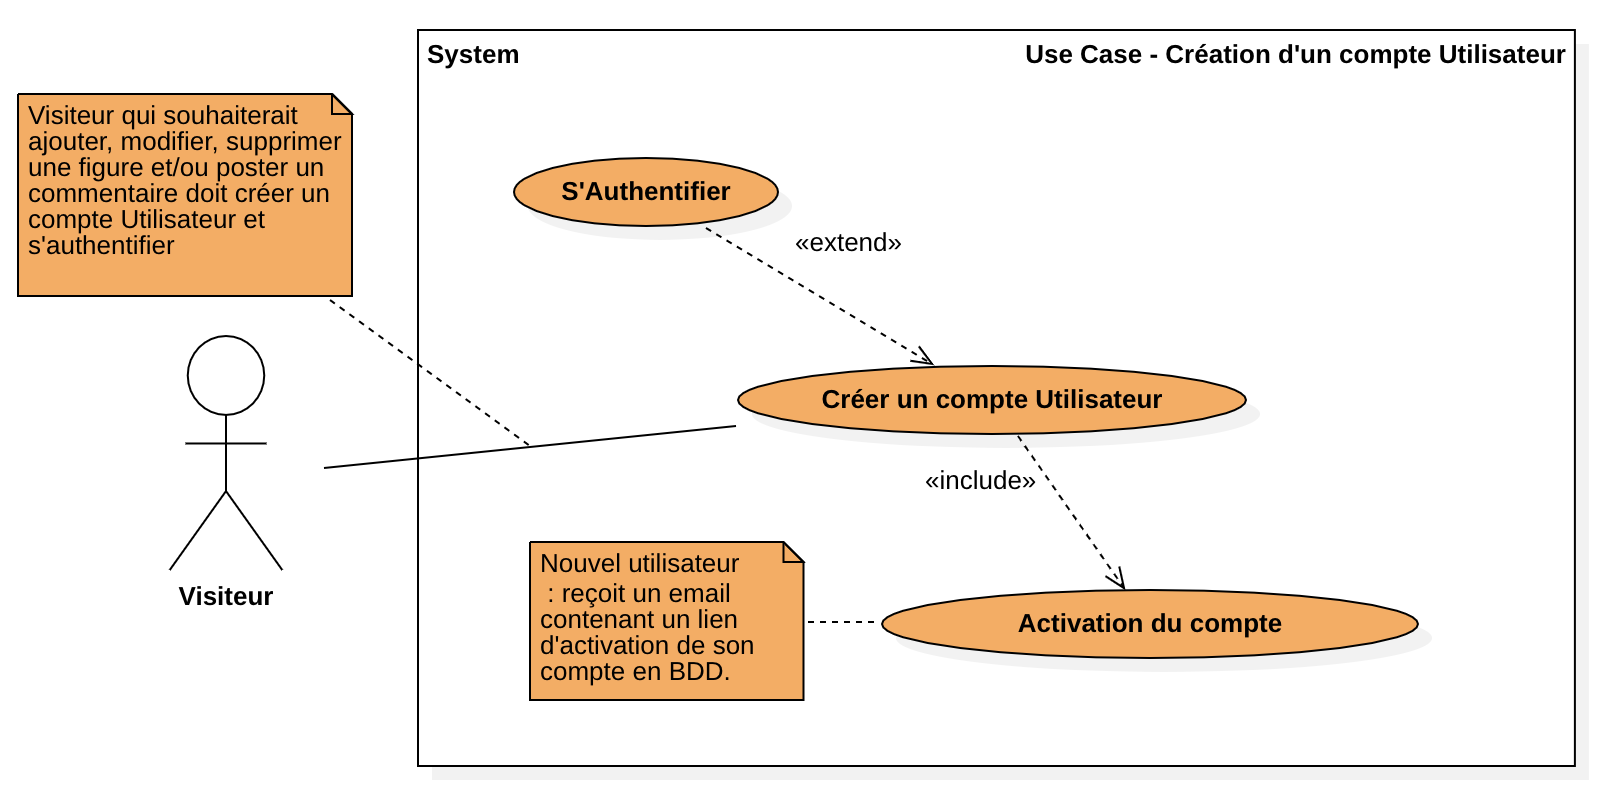 System
Use Case - Création d'un compte Utilisateur
Visiteur qui souhaiterait
ajouter, modifier, supprimer
une figure et/ou poster un
commentaire doit créer un
compte Utilisateur et
s'authentifier
S'Authentifier
«extend»
Créer un compte Utilisateur
«include»
Nouvel utilisateur
: reçoit un email
contenant un lien
d'activation de son
compte en BDD.
Activation du compte
Visiteur